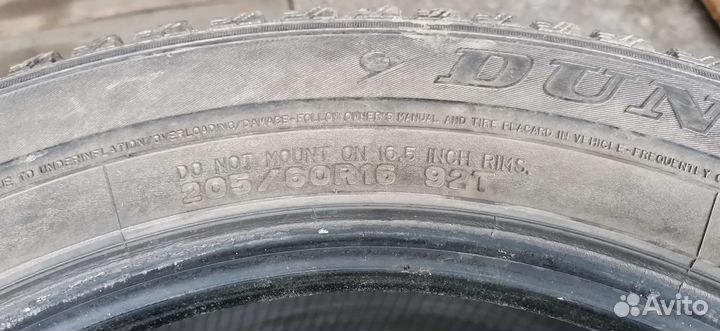 DUN
E TO UNDERINFLATION/OVERLOADING/DAMAGE-FOLLOW OWNER'S MANUAL AND TIRE PLACARD IN VEHICLE-FREQUENTLY C
DO NOT MOUNT ON 16.5 INCH RIMS.
205/60R16 92T
Avito